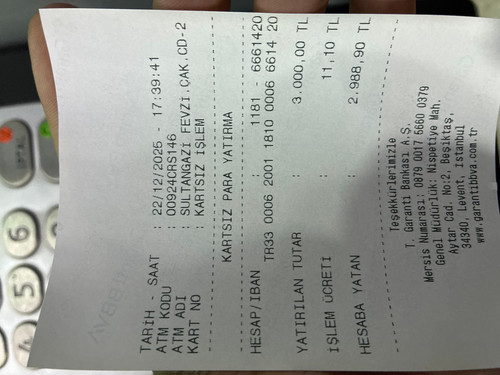 TARİH - SAAT : 22/12/2025 - 17:39:41
ATM KODU : 00924CRS146
ATM ADI : SULTANGAZİ FEVZİ.ÇAK.CD-2
KART NO : KARTSIZ İŞLEM
KARTSIZ PARA YATIRMA
HESAP/IBAN : 1181 - 6661420
TR33 0006 2001 1810 0006 6614 20
YATIRILAN TUTAR : 3.000,00 TL
İŞLEM ÜCRETİ : 11,10 TL
HESABA YATAN : 2.988,90 TL
Teşekkürlerimizle
T. Garanti Bankası A.Ş.
Mersis Numarası: 0879 0017 5660 0379
Genel Müdürlük: Nispetiye Mah.
Aytar Cad. No:2, Beşiktaş,
34340, Levent, İstanbul
www.garantibbva.com.tr
5